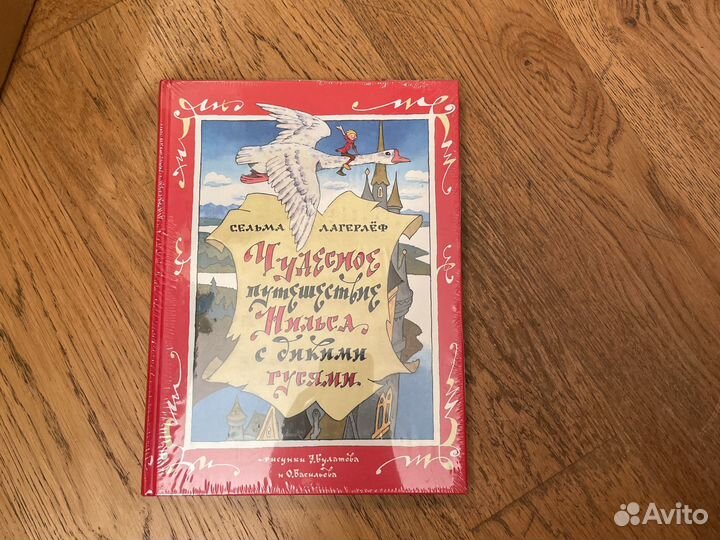 СЕЛЬМА ЛАГЕРЛЁФ
Чудесное
путешествие
Нильса
с дикими
гусями
рисунки Э.Булатова
и О.Васильева
Avito